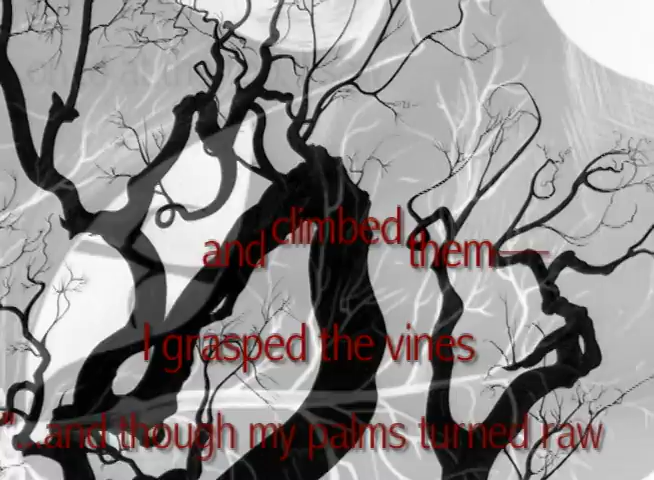 and climbed them—
I grasped the vines
"...and though my palms turned raw